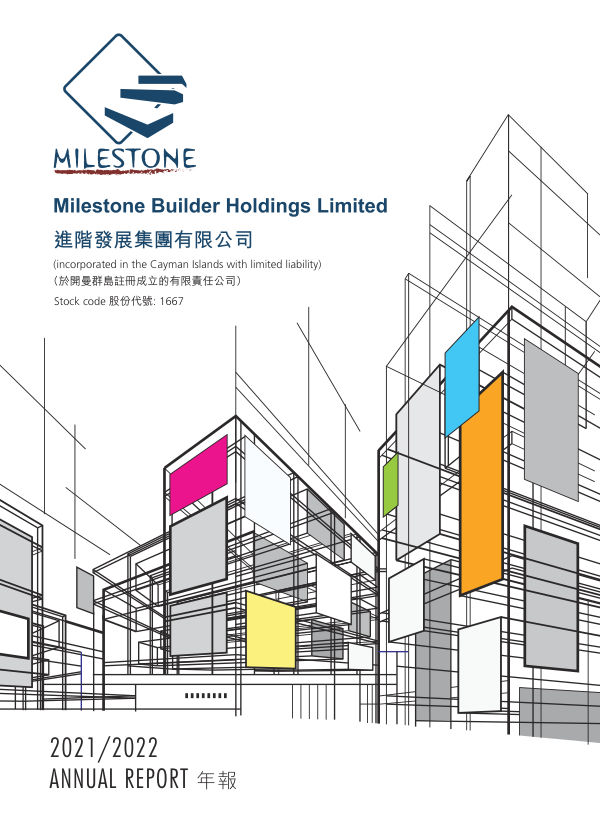 MILESTONE
Milestone Builder Holdings Limited
進階發展集團有限公司
(incorporated in the Cayman Islands with limited liability)
(於開曼群島註冊成立的有限責任公司)
Stock code 股份代號: 1667
2021/2022
ANNUAL REPORT 年報